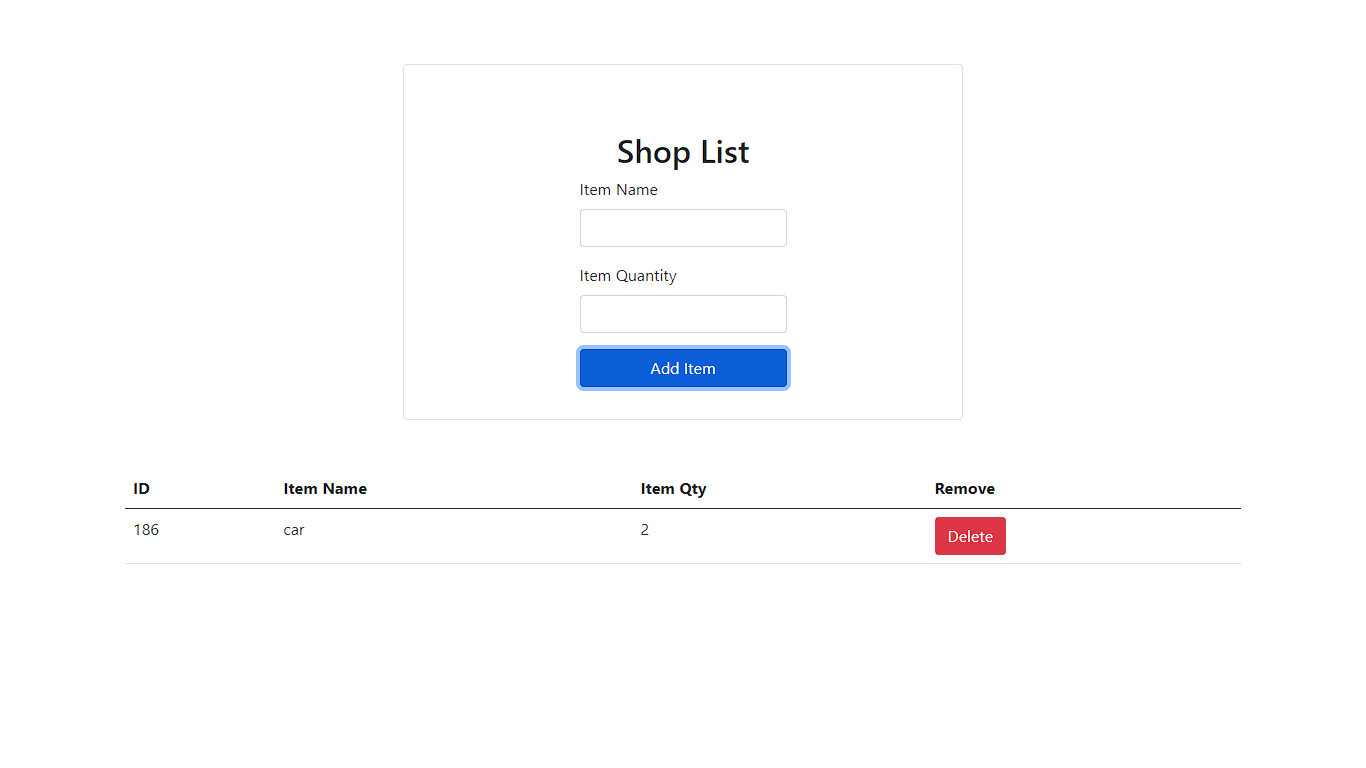 Shop List
Item Name
Item Quantity
Add Item
ID Item Name Item Qty Remove
186 car 2 Delete